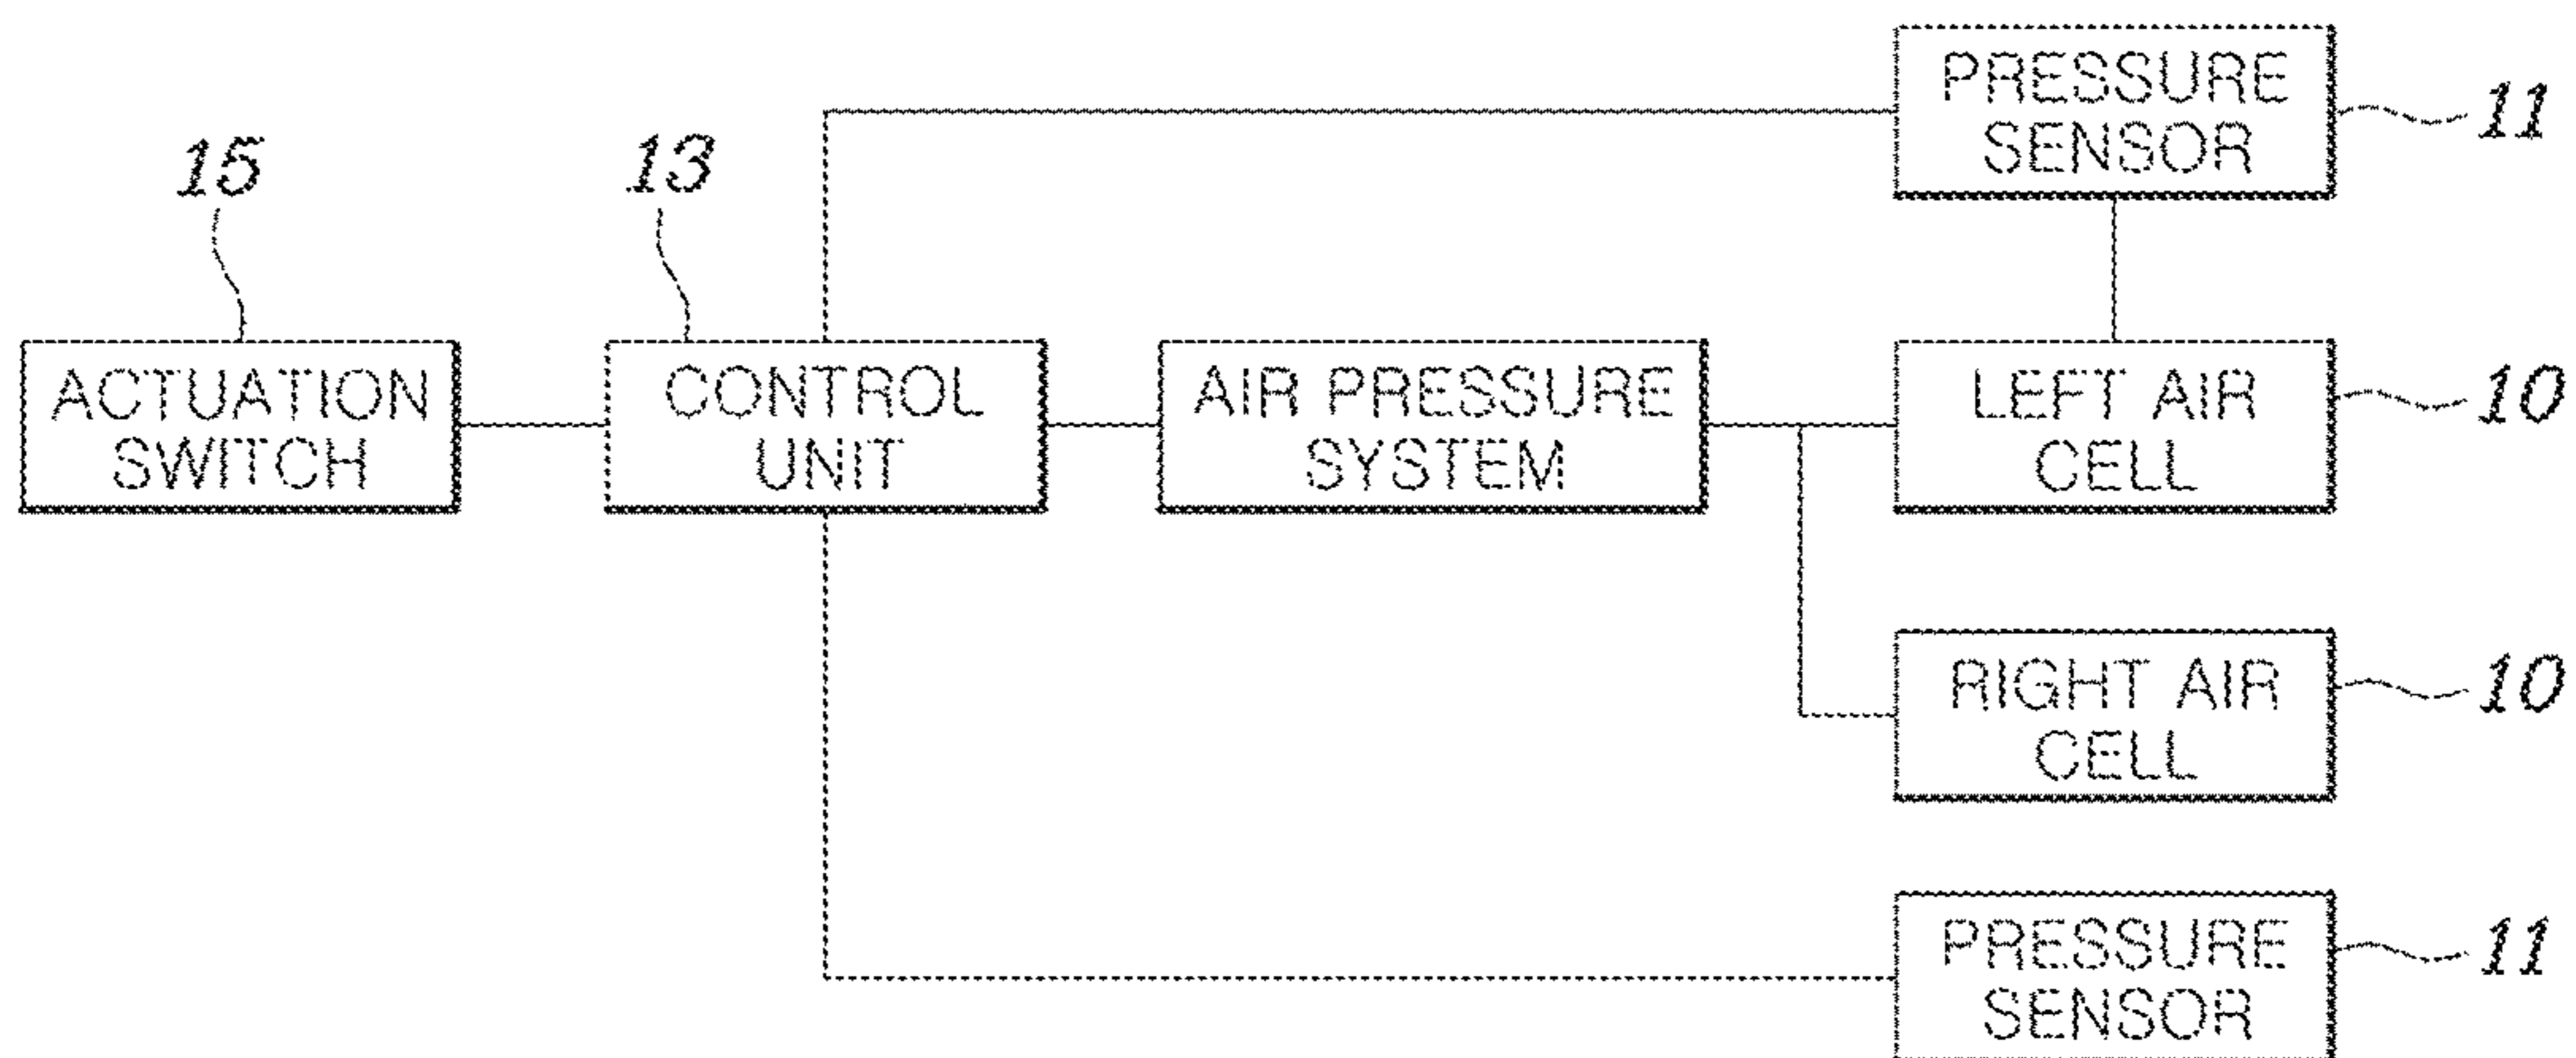 PRESSURE
SENSOR
11
15
13
ACTUATION
SWITCH
CONTROL
UNIT
AIR PRESSURE
SYSTEM
LEFT AIR
CELL
10
RIGHT AIR
CELL
10
PRESSURE
SENSOR
11